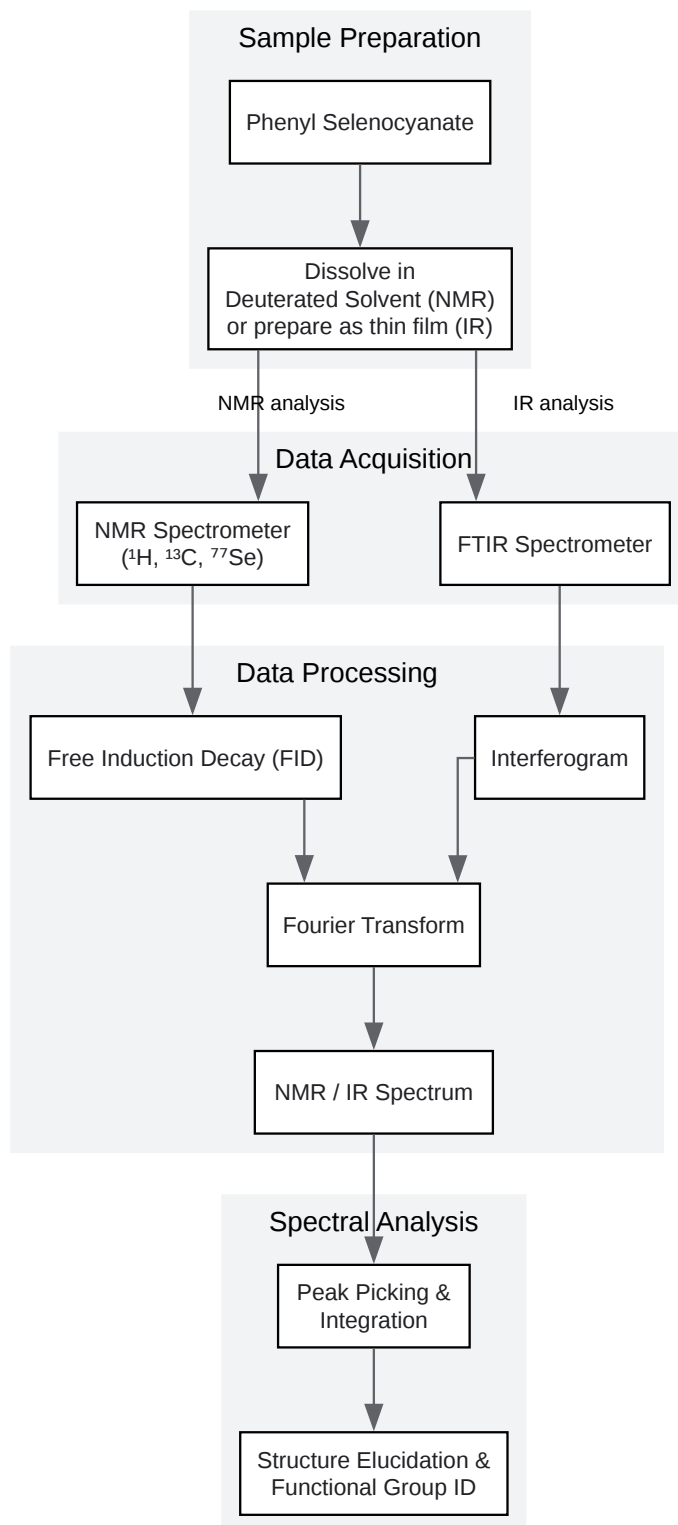 Sample Preparation
Phenyl Selenocyanate
Dissolve in
Deuterated Solvent (NMR)
or prepare as thin film (IR)
NMR analysis
IR analysis
Data Acquisition
NMR Spectrometer
(¹H, ¹³C, ⁷⁷Se)
FTIR Spectrometer
Data Processing
Free Induction Decay (FID)
Interferogram
Fourier Transform
NMR / IR Spectrum
Spectral Analysis
Peak Picking &
Integration
Structure Elucidation &
Functional Group ID